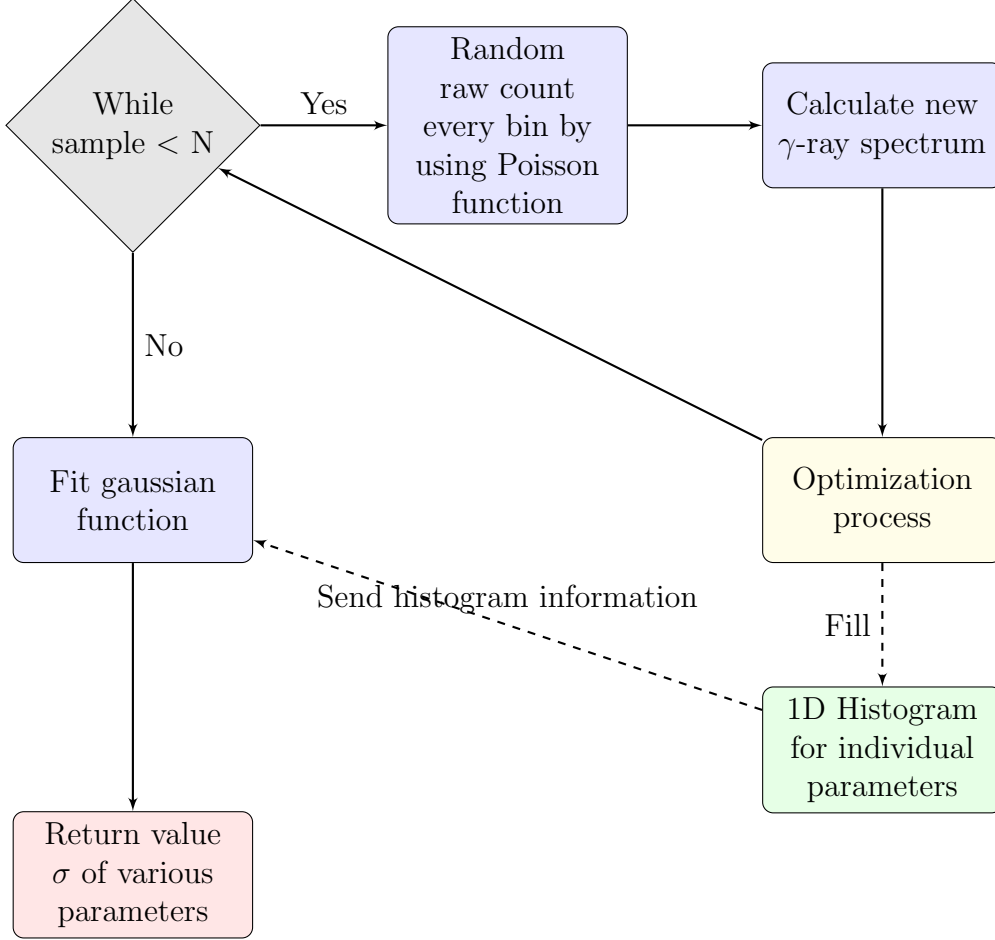 While
sample < N
Yes
Random
raw count
every bin by
using Poisson
function
Calculate new
γ-ray spectrum
No
Fit gaussian
function
Optimization
process
Send histogram information
Fill
1D Histogram
for individual
parameters
Return value
σ of various
parameters